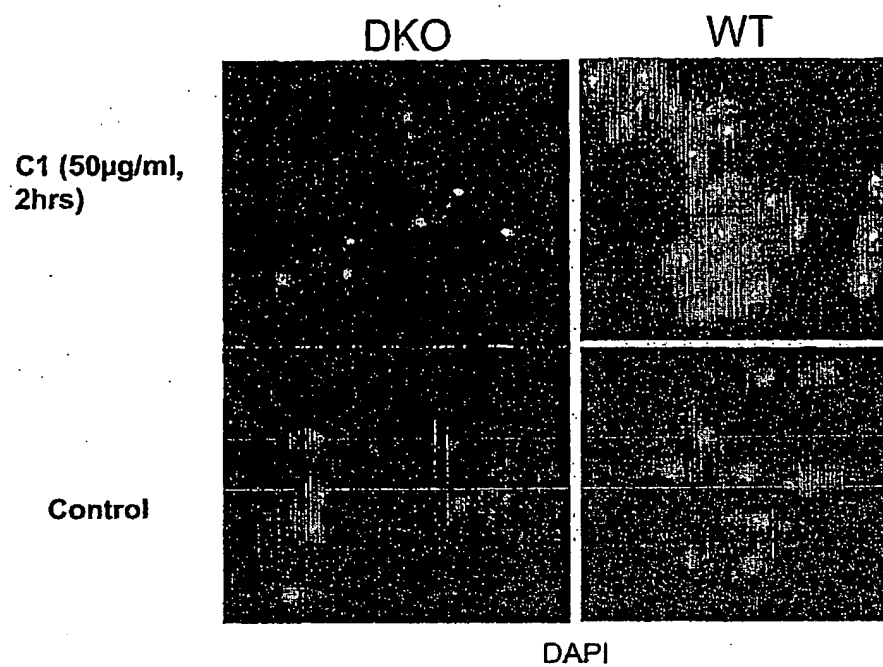 DKO
WT
C1 (50µg/ml,
2hrs)
Control
DAPI